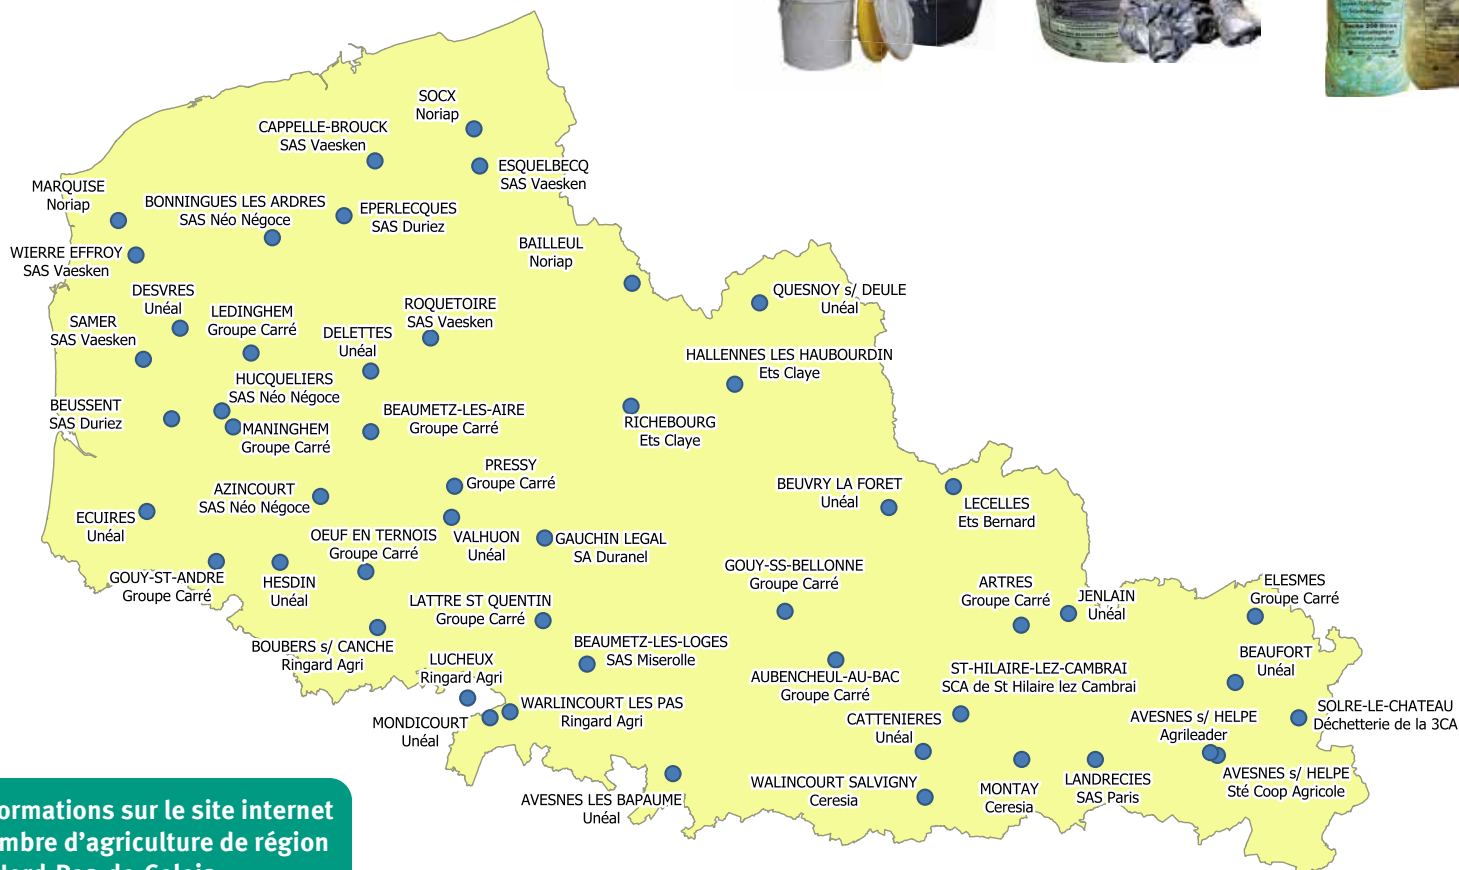 SOCX
Noriap
CAPPELLE-BROUCK
SAS Vaesken
ESQUELBECQ
SAS Vaesken
MARQUISE
Noriap
BONNINGUES LES ARDRES
SAS Néo Négoce
EPERLECQUES
SAS Duriez
WIERRE EFFROY
SAS Vaesken
BAILLEUL
Noriap
DESVRES
Unéal
QUESNOY s/ DEULE
Unéal
LEDINGHEM
Groupe Carré
ROQUETOIRE
SAS Vaesken
SAMER
SAS Vaesken
DELETTES
Unéal
HALLENNES LES HAUBOURDIN
Ets Claye
HUCQUELIERS
SAS Néo Négoce
BEUSSENT
SAS Duriez
BEAUMETZ-LES-AIRE
Groupe Carré
MANINGHEM
Groupe Carré
RICHEBOURG
Ets Claye
PRESSY
Groupe Carré
AZINCOURT
SAS Néo Négoce
BEUVRY LA FORET
Unéal
LECELLES
Ets Bernard
ECUIRES
Unéal
OEUF EN TERNOIS
Groupe Carré
VALHUON
Unéal
GAUCHIN LEGAL
SA Duranel
GOUY-ST-ANDRE
Groupe Carré
HESDIN
Unéal
GOUY-SS-BELLONNE
Groupe Carré
ARTRES
Groupe Carré
JENLAIN
Unéal
ELESMES
Groupe Carré
LATTRE ST QUENTIN
Groupe Carré
BOUBERS s/ CANCHE
Ringard Agri
BEAUMETZ-LES-LOGES
SAS Miserolle
LUCHEUX
Ringard Agri
AUBENCHEUL-AU-BAC
Groupe Carré
ST-HILAIRE-LEZ-CAMBRAI
SCA de St Hilaire lez Cambrai
BEAUFORT
Unéal
WARLINCOURT LES PAS
Ringard Agri
MONDICOURT
Unéal
CATTENIERES
Unéal
AVESNES s/ HELPE
Agrileader
SOLRE-LE-CHATEAU
Déchetterie de la 3CA
AVESNES LES BAPAUME
Unéal
WALINCOURT SALVIGNY
Ceresia
MONTAY
Ceresia
LANDRECIES
SAS Paris
AVESNES s/ HELPE
Sté Coop Agricole
ormations sur le site internet
mbre d'agriculture de région